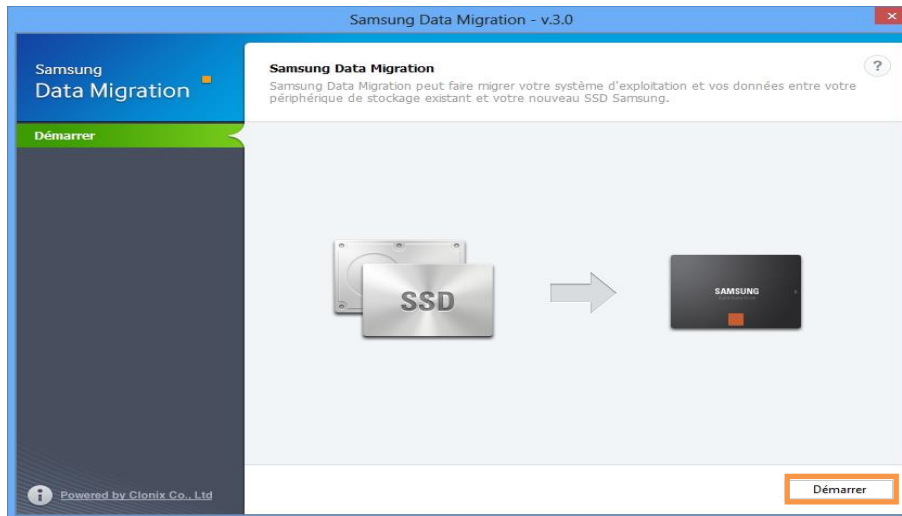 Samsung Data Migration - v.3.0
Samsung
Data Migration
Samsung Data Migration
Samsung Data Migration peut faire migrer votre système d'exploitation et vos données entre votre
périphérique de stockage existant et votre nouveau SSD Samsung.
?
Démarrer
SSD
SAMSUNG
Powered by Clonix Co., Ltd
Démarrer